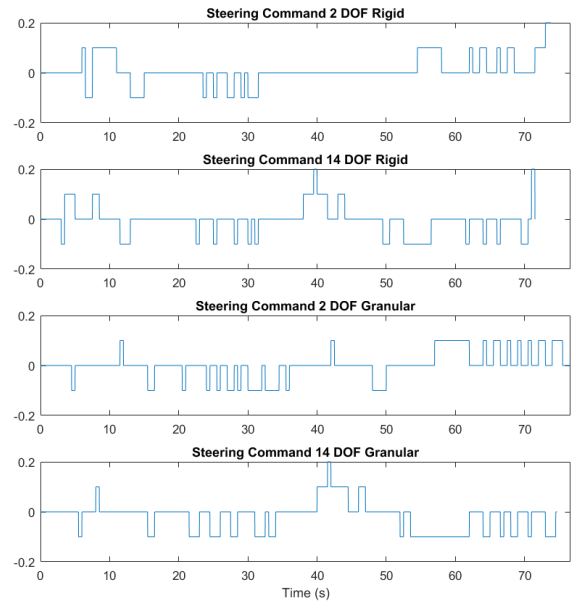 Steering Command 2 DOF Rigid
0.2
0
-0.2
0 10 20 30 40 50 60 70
Steering Command 14 DOF Rigid
0.2
0
-0.2
0 10 20 30 40 50 60 70
Steering Command 2 DOF Granular
0.2
0
-0.2
0 10 20 30 40 50 60 70
Steering Command 14 DOF Granular
0.2
0
-0.2
0 10 20 30 40 50 60 70
Time (s)